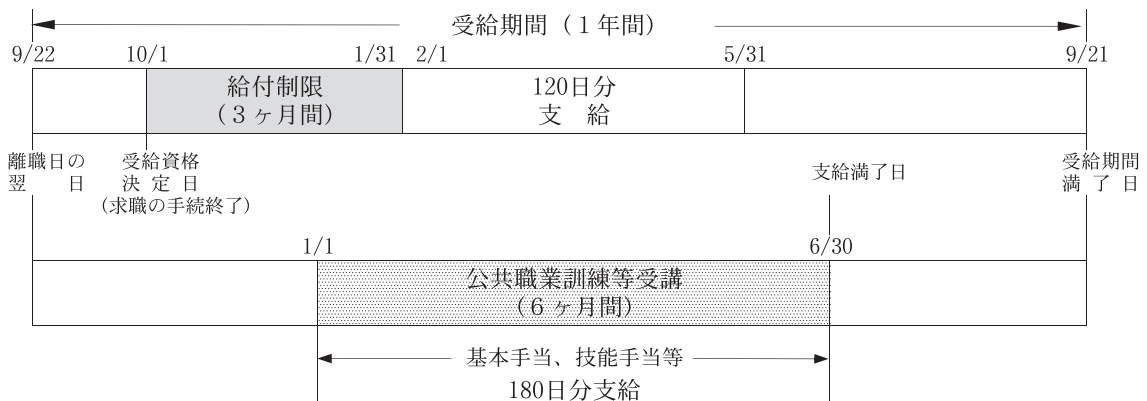 受給期間（１年間）
9/22 10/1 1/31 2/1 5/31 9/21
給付制限
（３ヶ月間）
120日分
支　給
離職日の
翌　　日
受給資格
決 定 日
（求職の手続終了）
支給満了日
受給期間
満 了 日
1/1 6/30
公共職業訓練等受講
（６ヶ月間）
基本手当、技能手当等
180日分支給